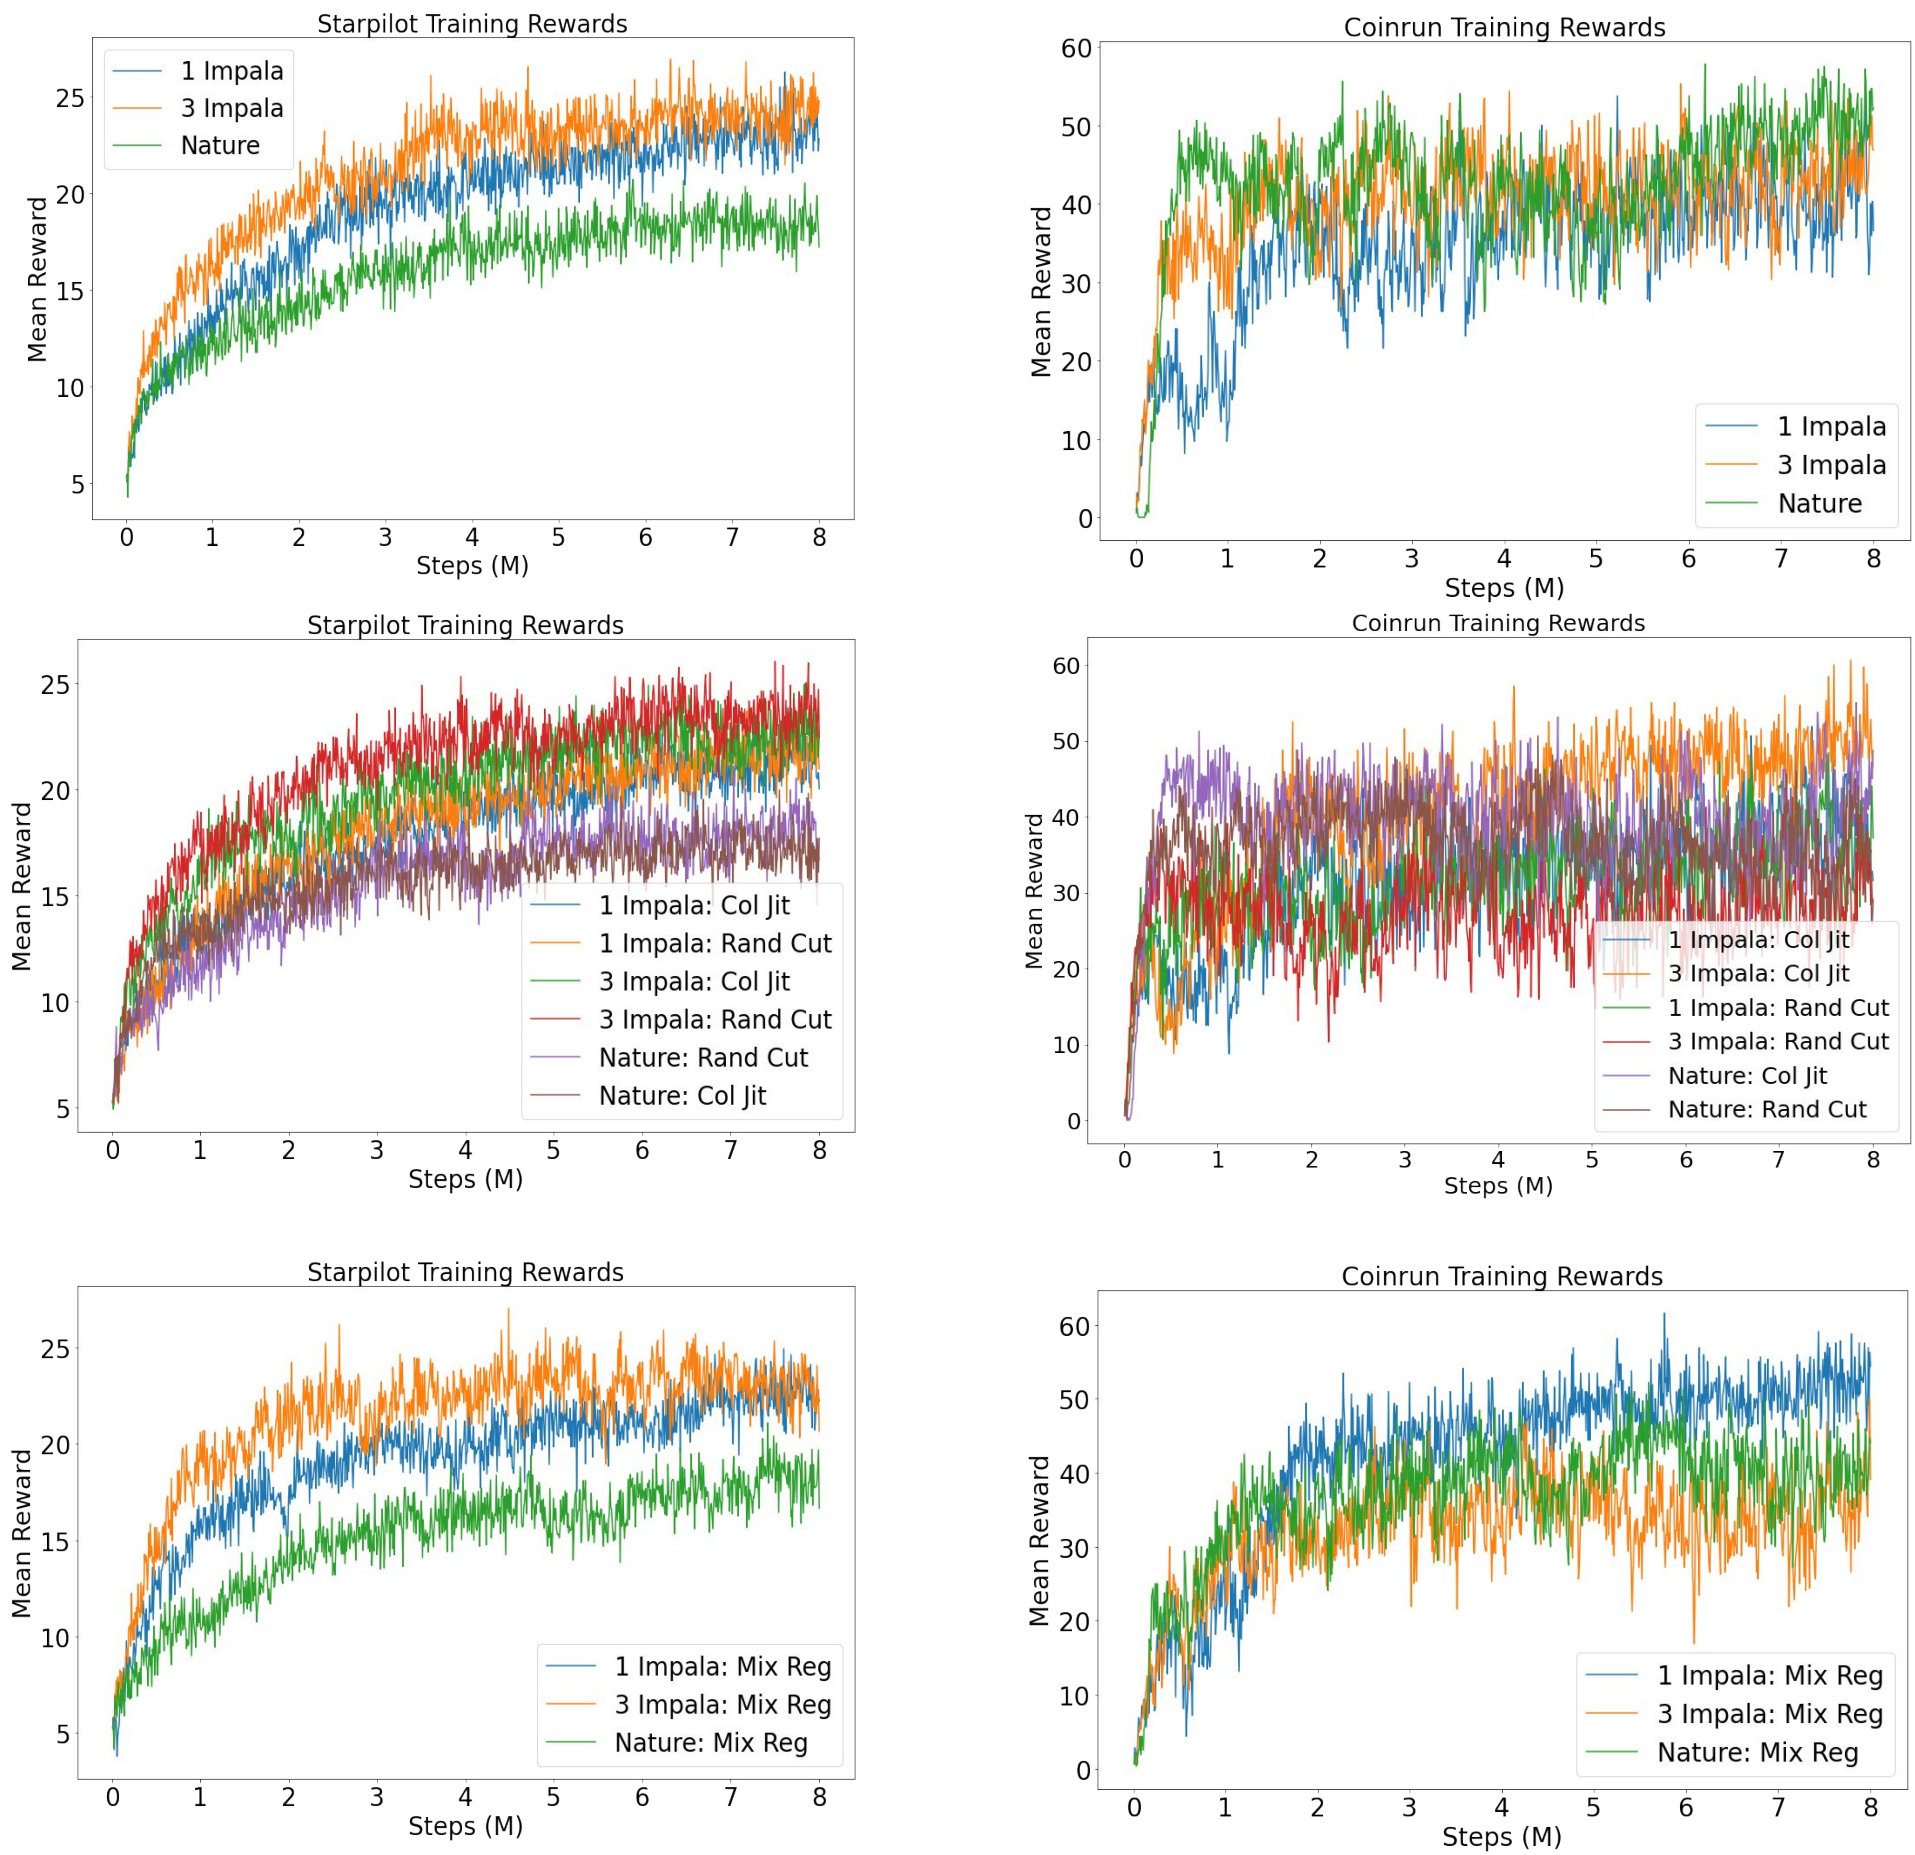 Starpilot Training Rewards
1 Impala
3 Impala
Nature
Mean Reward
25
20
15
10
5
0 1 2 3 4 5 6 7 8
Steps (M)
Coinrun Training Rewards
60
50
40
30
20
10
0
Mean Reward
1 Impala
3 Impala
Nature
0 1 2 3 4 5 6 7 8
Steps (M)
Starpilot Training Rewards
25
20
15
10
5
Mean Reward
1 Impala: Col Jit
1 Impala: Rand Cut
3 Impala: Col Jit
3 Impala: Rand Cut
Nature: Rand Cut
Nature: Col Jit
0 1 2 3 4 5 6 7 8
Steps (M)
Coinrun Training Rewards
60
50
40
30
20
10
0
Mean Reward
1 Impala: Col Jit
3 Impala: Col Jit
1 Impala: Rand Cut
3 Impala: Rand Cut
Nature: Col Jit
Nature: Rand Cut
0 1 2 3 4 5 6 7 8
Steps (M)
Starpilot Training Rewards
25
20
15
10
5
Mean Reward
1 Impala: Mix Reg
3 Impala: Mix Reg
Nature: Mix Reg
0 1 2 3 4 5 6 7 8
Steps (M)
Coinrun Training Rewards
60
50
40
30
20
10
0
Mean Reward
1 Impala: Mix Reg
3 Impala: Mix Reg
Nature: Mix Reg
0 1 2 3 4 5 6 7 8
Steps (M)